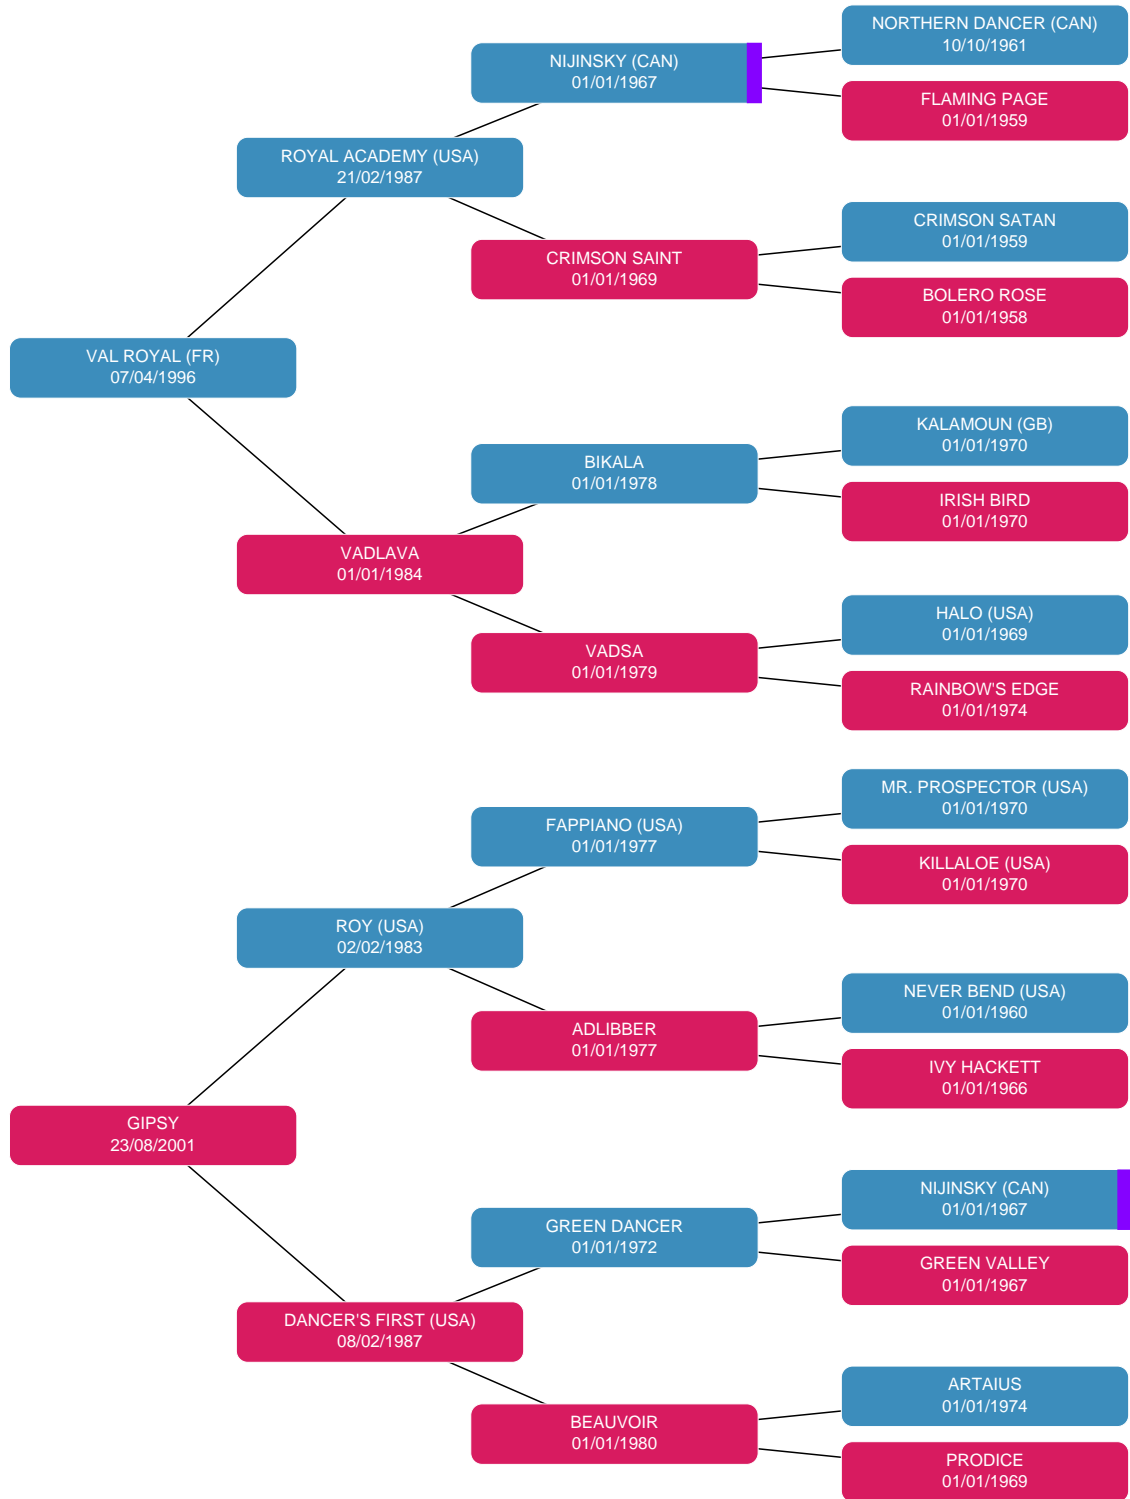 NORTHERN DANCER (CAN)
10/10/1961
NIJINSKY (CAN)
01/01/1967
FLAMING PAGE
01/01/1959
ROYAL ACADEMY (USA)
21/02/1987
CRIMSON SATAN
01/01/1959
CRIMSON SAINT
01/01/1969
BOLERO ROSE
01/01/1958
VAL ROYAL (FR)
07/04/1996
KALAMOUN (GB)
01/01/1970
BIKALA
01/01/1978
IRISH BIRD
01/01/1970
VADLAVA
01/01/1984
HALO (USA)
01/01/1969
VADSA
01/01/1979
RAINBOW'S EDGE
01/01/1974
MR. PROSPECTOR (USA)
01/01/1970
FAPPIANO (USA)
01/01/1977
KILLALOE (USA)
01/01/1970
ROY (USA)
02/02/1983
NEVER BEND (USA)
01/01/1960
ADLIBBER
01/01/1977
IVY HACKETT
01/01/1966
GIPSY
23/08/2001
NIJINSKY (CAN)
01/01/1967
GREEN DANCER
01/01/1972
GREEN VALLEY
01/01/1967
DANCER'S FIRST (USA)
08/02/1987
ARTAIUS
01/01/1974
BEAUVOIR
01/01/1980
PRODICE
01/01/1969